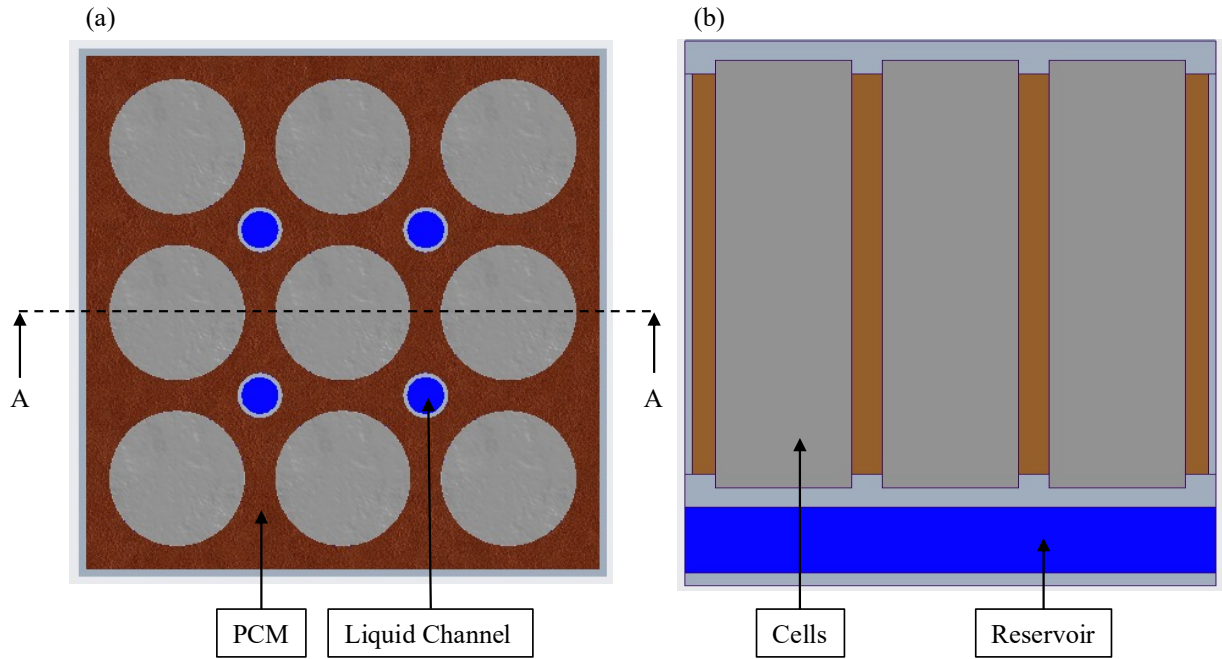 (a)
(b)
A
A
PCM
Liquid Channel
Cells
Reservoir